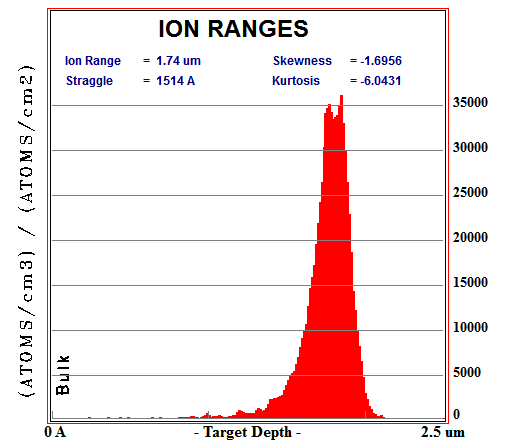 ION RANGES
Ion Range = 1.74 um Skewness = -1.6956
Straggle = 1514 A Kurtosis = -6.0431
(ATOMS/cm3) / (ATOMS/cm2)
35000
30000
25000
20000
15000
10000
5000
0
Bulk
0 A - Target Depth - 2.5 um